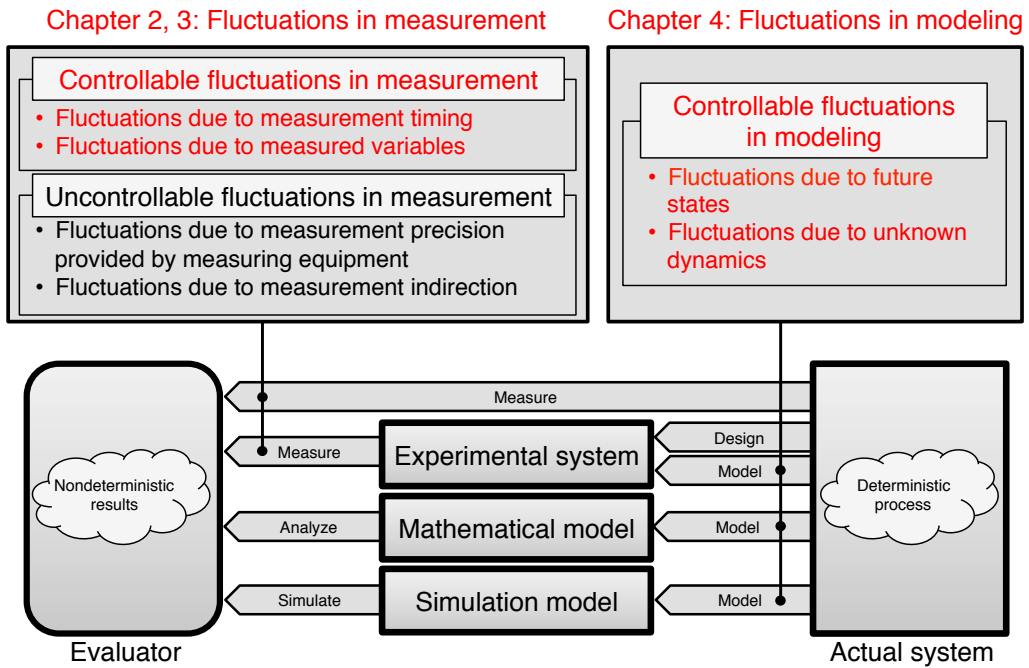 Chapter 2, 3: Fluctuations in measurement
Controllable fluctuations in measurement
• Fluctuations due to measurement timing
• Fluctuations due to measured variables
Uncontrollable fluctuations in measurement
• Fluctuations due to measurement precision
provided by measuring equipment
• Fluctuations due to measurement indirection
Chapter 4: Fluctuations in modeling
Controllable fluctuations
in modeling
• Fluctuations due to future
states
• Fluctuations due to unknown
dynamics
Measure
Design
Measure
Experimental system
Model
Nondeterministic
results
Deterministic
process
Analyze
Mathematical model
Model
Simulate
Simulation model
Model
Evaluator
Actual system